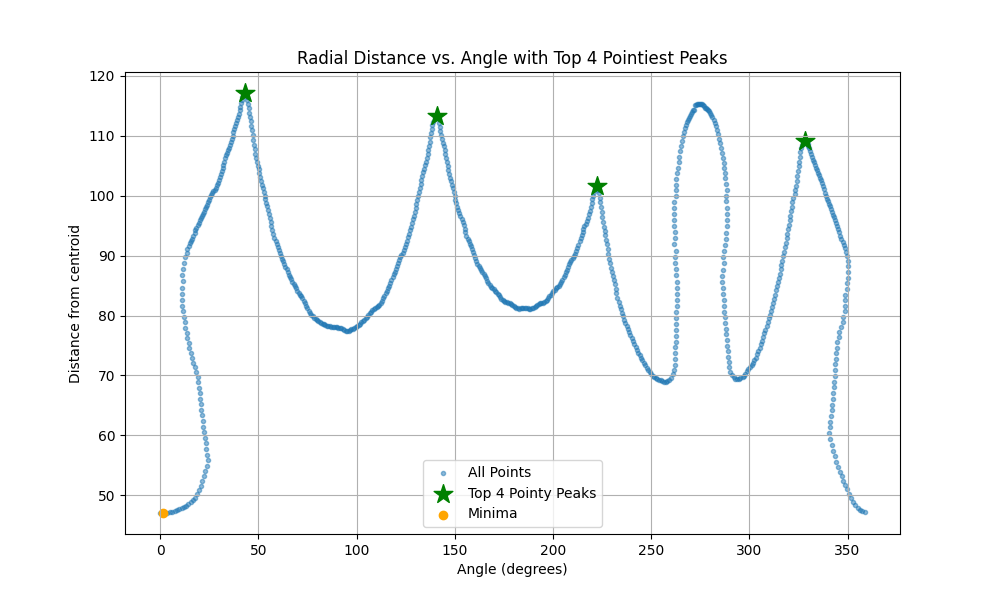 Radial Distance vs. Angle with Top 4 Pointiest Peaks
120
110
100
90
80
70
60
50
Distance from centroid
All Points
Top 4 Pointy Peaks
Minima
0 50 100 150 200 250 300 350
Angle (degrees)